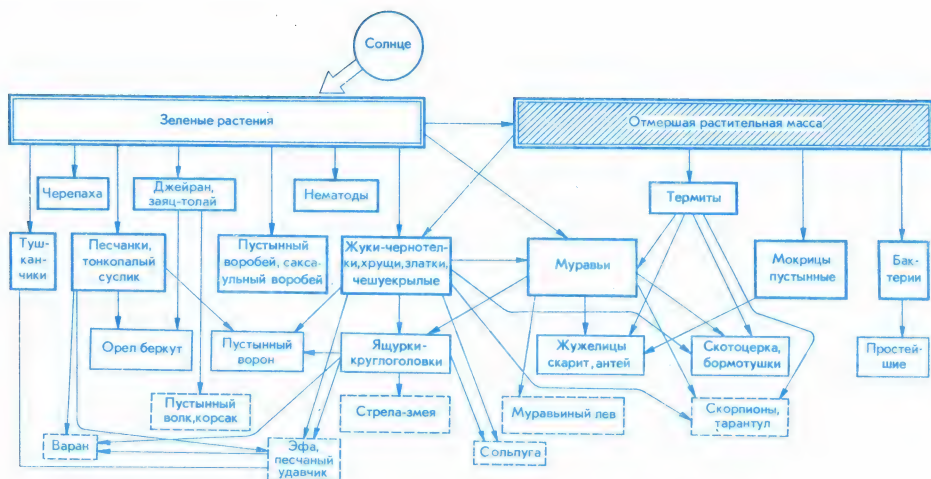 Солнце
Зеленые растения
Отмершая растительная масса
Черепаха
Джейран,
заяц-толай
Нематоды
Термиты
Туш-
кан-
чики
Песчанки,
тонкопалый
суслик
Пустынный
воробей, сакса-
ульный воробей
Жуки-чернотел-
ки, хрущи, златки,
чешуекрылые
Муравьи
Мокрицы
пустынные
Бак-
терии
Орел беркут
Пустынный
ворон
Ящурки-
круглоголовки
Жужелицы
скарит, антей
Скотоцерка,
бормотушки
Простей-
шие
Пустынный
волк, корсак
Стрела-змея
Муравьиный лев
Скорпионы,
тарантул
Варан
Эфа,
песчаный
удавчик
Сольпуга